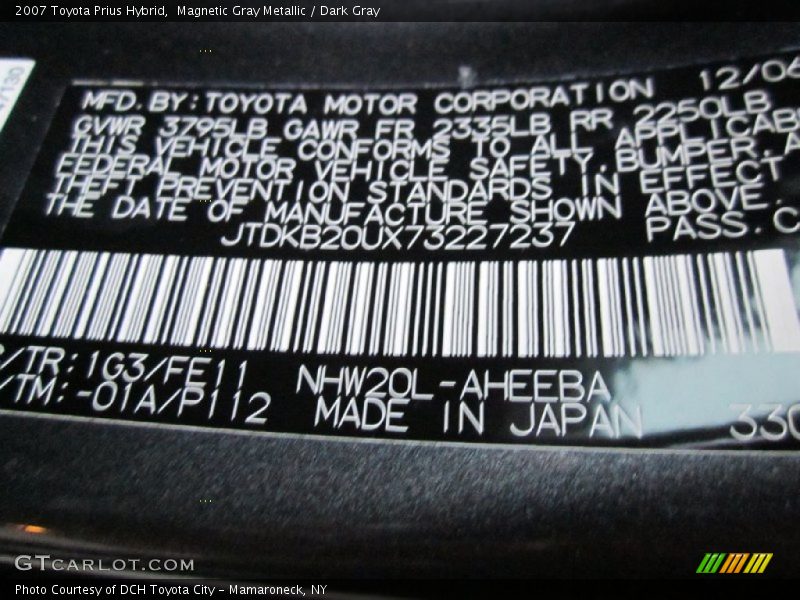 2007 Toyota Prius Hybrid,  Magnetic Gray Metallic / Dark Gray
MFD. BY: TOYOTA MOTOR CORPORATION 12/06
GVWR 3795LB GAWR FR 2335LB RR 2250LB
THIS VEHICLE CONFORMS TO ALL APPLICAB
FEDERAL MOTOR VEHICLE SAFETY, BUMPER, A
THEFT PREVENTION STANDARDS IN EFFECT
THE DATE OF MANUFACTURE SHOWN ABOVE.
JTDKB20UX73227237 PASS. C
/TR: 1G3/FE11 NHW20L-AHEEBA
/TM: -01A/P112 MADE IN JAPAN 330
GTCARLOT.COM
Photo Courtesy of DCH Toyota City - Mamaroneck, NY